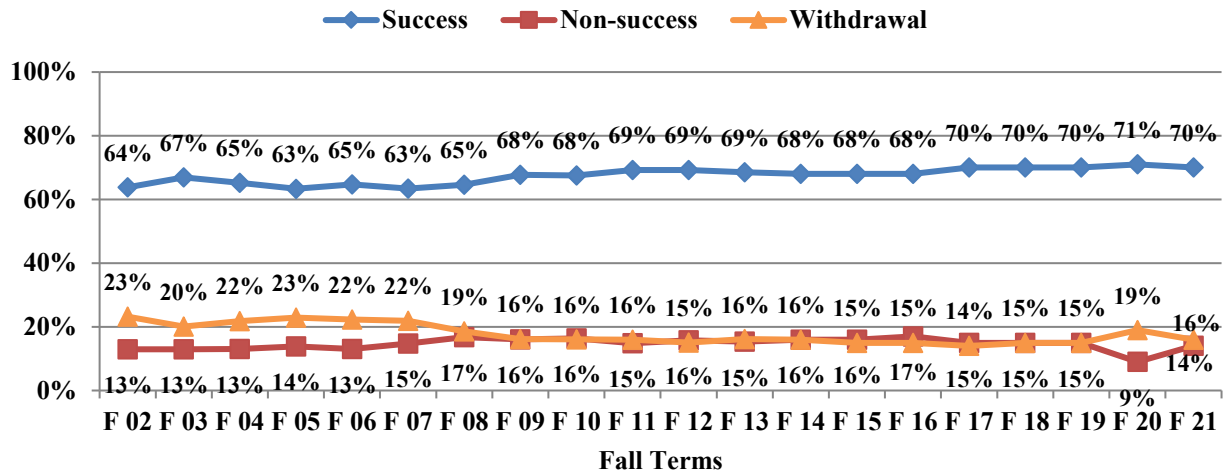 Success Non-success Withdrawal
100%
80%
60%
40%
20%
0%
64% 67% 65% 63% 65% 63% 65% 68% 68% 69% 69% 69% 68% 68% 68% 70% 70% 70% 71% 70%
23% 20% 22% 23% 22% 22% 19% 16% 16% 16% 15% 16% 16% 15% 15% 14% 15% 15% 19% 16%
13% 13% 13% 14% 13% 15% 17% 16% 16% 15% 16% 15% 16% 16% 17% 15% 15% 15% 9% 14%
F 02 F 03 F 04 F 05 F 06 F 07 F 08 F 09 F 10 F 11 F 12 F 13 F 14 F 15 F 16 F 17 F 18 F 19 F 20 F 21
Fall Terms